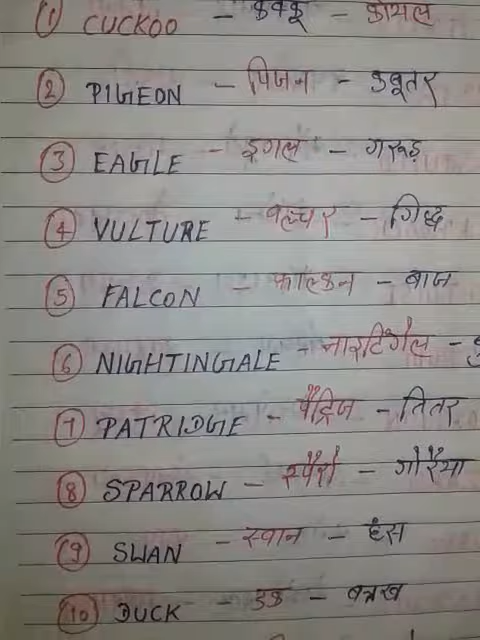 ① CUCKOO - कक्कू - कोयल
② PIGEON - पिजन - कबूतर
③ EAGLE - इगल - गरूड़
④ VULTURE - वल्चर - गिद्ध
⑤ FALCON - फाल्कन - बाज
⑥ NIGHTINGALE - नाइटिंगेल -
⑦ PATRIDGE - पैट्रिज - तितर
⑧ SPARROW - स्पैरो - गोरैया
⑨ SWAN - स्वान - हंस
⑩ DUCK - डक - बत्तख